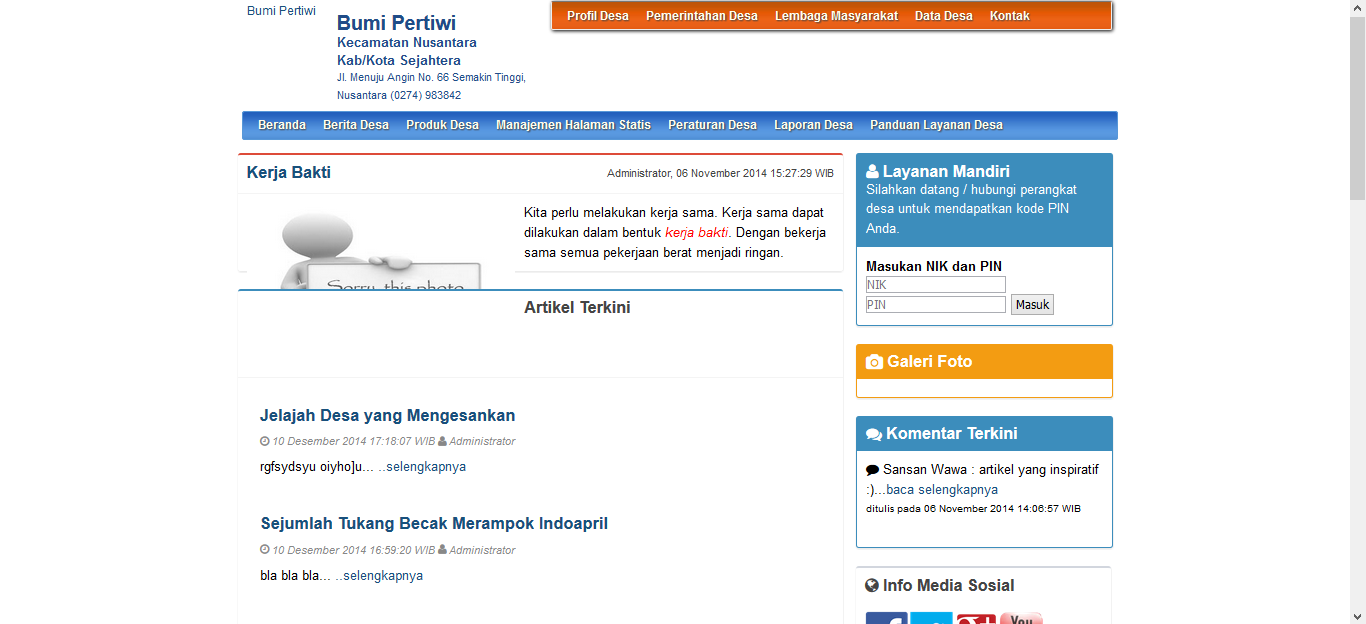 Bumi Pertiwi
Bumi Pertiwi
Kecamatan Nusantara
Kab/Kota Sejahtera
Jl. Menuju Angin No. 66 Semakin Tinggi,
Nusantara (0274) 983842
Profil Desa Pemerintahan Desa Lembaga Masyarakat Data Desa Kontak
Beranda Berita Desa Produk Desa Manajemen Halaman Statis Peraturan Desa Laporan Desa Panduan Layanan Desa
Kerja Bakti
Administrator, 06 November 2014 15:27:29 WIB
Kita perlu melakukan kerja sama. Kerja sama dapat
dilakukan dalam bentuk kerja bakti. Dengan bekerja
sama semua pekerjaan berat menjadi ringan.
Sorry, this photo
Artikel Terkini
Jelajah Desa yang Mengesankan
10 Desember 2014 17:18:07 WIB Administrator
rgfsydsyu oiyho]u... ..selengkapnya
Sejumlah Tukang Becak Merampok Indoapril
10 Desember 2014 16:59:20 WIB Administrator
bla bla bla... ..selengkapnya
Layanan Mandiri
Silahkan datang / hubungi perangkat
desa untuk mendapatkan kode PIN
Anda.
Masukan NIK dan PIN
NIK
PIN Masuk
Galeri Foto
Komentar Terkini
Sansan Wawa : artikel yang inspiratif
:)...baca selengkapnya
ditulis pada 06 November 2014 14:06:57 WIB
Info Media Sosial
You